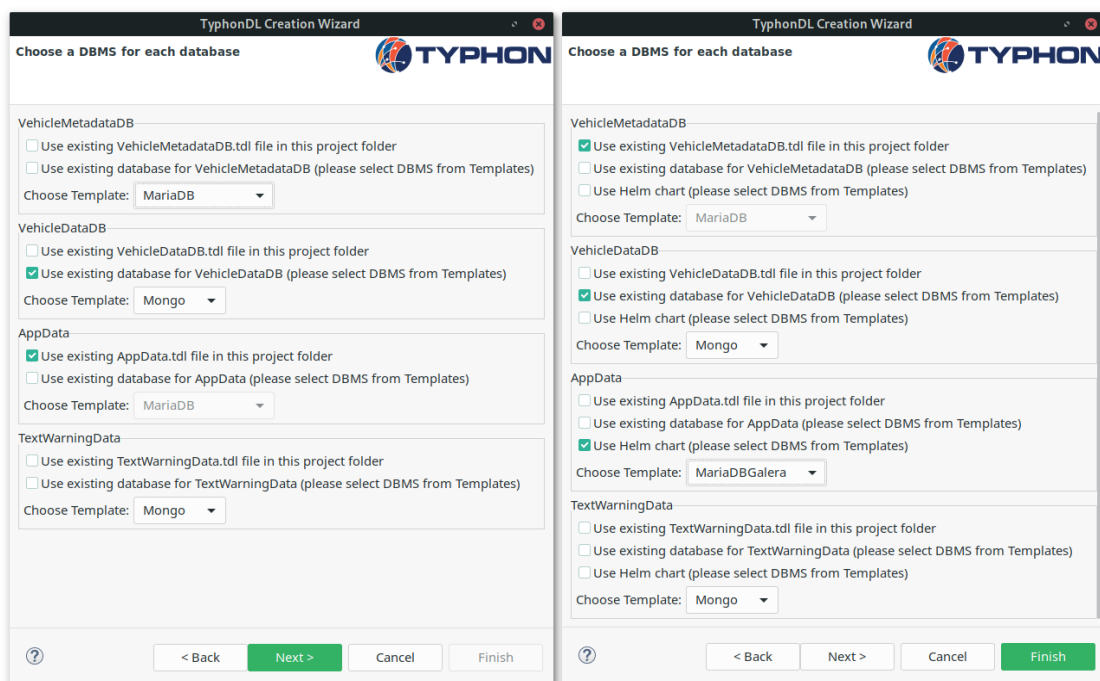 TyphonDL Creation Wizard
Choose a DBMS for each database
TYPHON
VehicleMetadataDB
Use existing VehicleMetadataDB.tdl file in this project folder
Use existing database for VehicleMetadataDB (please select DBMS from Templates)
Choose Template: MariaDB
VehicleDataDB
Use existing VehicleDataDB.tdl file in this project folder
Use existing database for VehicleDataDB (please select DBMS from Templates)
Choose Template: Mongo
AppData
Use existing AppData.tdl file in this project folder
Use existing database for AppData (please select DBMS from Templates)
Choose Template: MariaDB
TextWarningData
Use existing TextWarningData.tdl file in this project folder
Use existing database for TextWarningData (please select DBMS from Templates)
Choose Template: Mongo
? < Back Next > Cancel Finish
TyphonDL Creation Wizard
Choose a DBMS for each database
TYPHON
VehicleMetadataDB
Use existing VehicleMetadataDB.tdl file in this project folder
Use existing database for VehicleMetadataDB (please select DBMS from Templates)
Use Helm chart (please select DBMS from Templates)
Choose Template: MariaDB
VehicleDataDB
Use existing VehicleDataDB.tdl file in this project folder
Use existing database for VehicleDataDB (please select DBMS from Templates)
Use Helm chart (please select DBMS from Templates)
Choose Template: Mongo
AppData
Use existing AppData.tdl file in this project folder
Use existing database for AppData (please select DBMS from Templates)
Use Helm chart (please select DBMS from Templates)
Choose Template: MariaDBGalera
TextWarningData
Use existing TextWarningData.tdl file in this project folder
Use existing database for TextWarningData (please select DBMS from Templates)
Use Helm chart (please select DBMS from Templates)
Choose Template: Mongo
? < Back Next > Cancel Finish